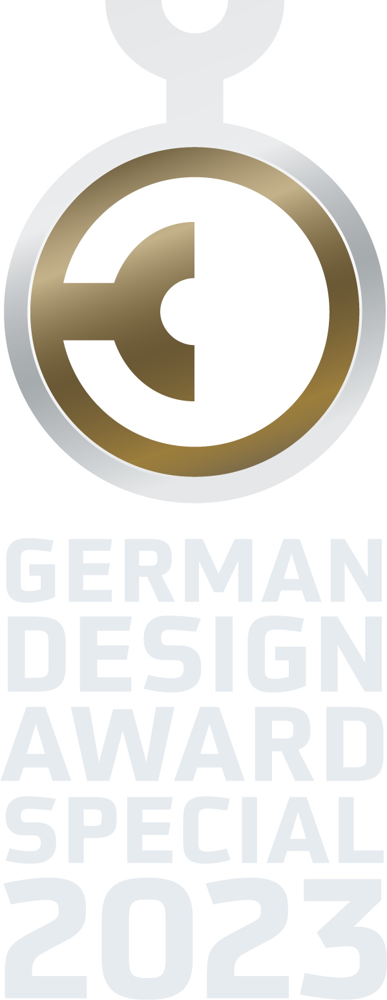 GERMAN
DESIGN
AWARD
SPECIAL
2023